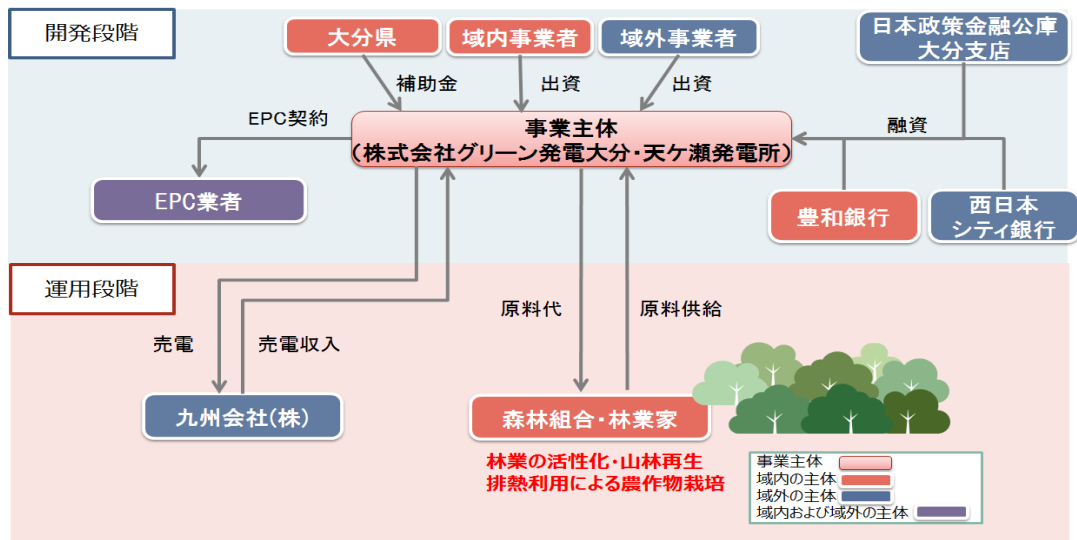 開発段階
大分県
域内事業者
域外事業者
日本政策金融公庫
大分支店
補助金
出資
出資
EPC契約
事業主体
(株式会社グリーン発電大分・天ケ瀬発電所)
融資
EPC業者
豊和銀行
西日本
シティ銀行
運用段階
売電
売電収入
原料代
原料供給
九州会社(株)
森林組合・林業家
林業の活性化・山林再生
排熱利用による農作物栽培
事業主体
域内の主体
域外の主体
域内および域外の主体